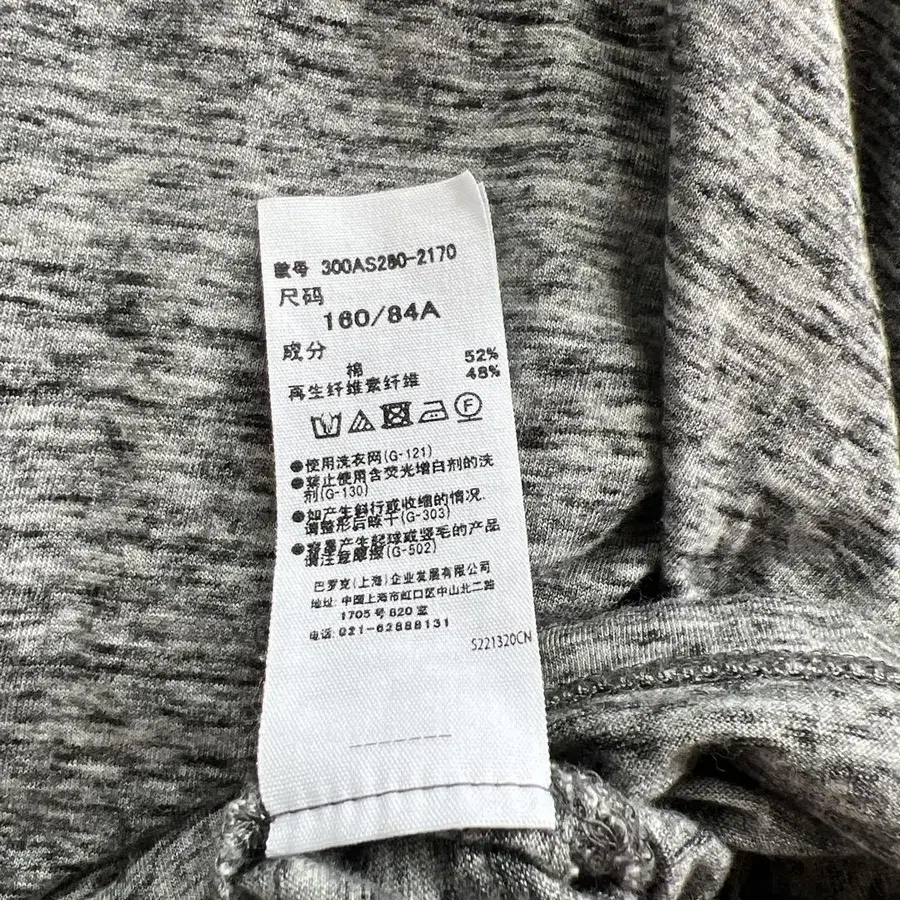 款号 300AS280-2170
尺码
160/84A
成分
棉 52%
再生纤维素纤维 48%
F
●使用洗衣网(G-121)
●禁止使用含荧光增白剂的洗
剂(G-130)
●如产生斜行或收缩的情况.
调整形后晾干(G-303)
●容易产生起球或竖毛的产品
请注意摩擦(G-502)
巴罗克(上海)企业发展有限公司
地址: 中国上海市虹口区中山北二路
1705号820室
电话: 021-62888131
S221320CN